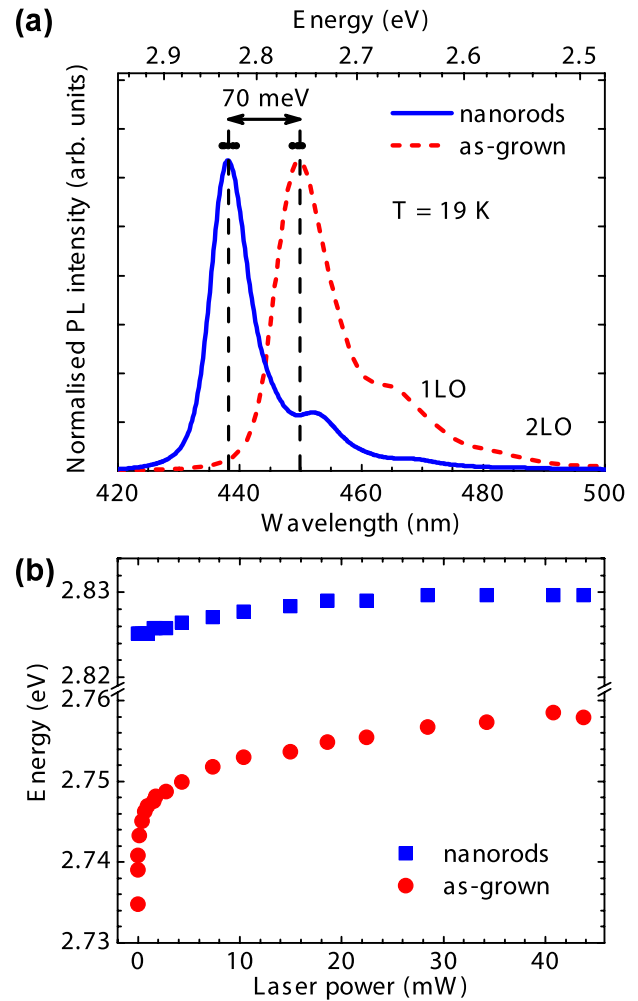 (a)
Energy (eV)
2.9 2.8 2.7 2.6 2.5
70 meV
nanorods
as-grown
T = 19 K
1LO
2LO
Normalised PL intensity (arb. units)
420 440 460 480 500
Wavelength (nm)
(b)
2.83
2.82
2.76
2.75
2.74
2.73
Energy (eV)
nanorods
as-grown
0 10 20 30 40
Laser power (mW)